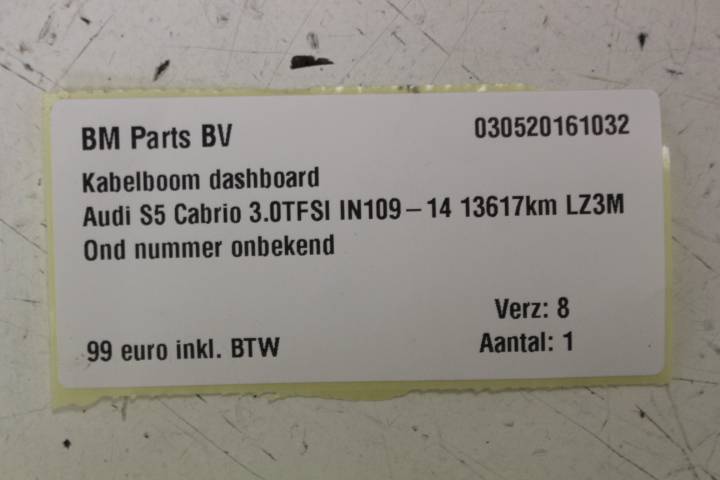 BM Parts BV 030520161032
Kabelboom dashboard
Audi S5 Cabrio 3.0TFSI IN109-14 13617km LZ3M
Ond nummer onbekend
Verz: 8
99 euro inkl. BTW Aantal: 1